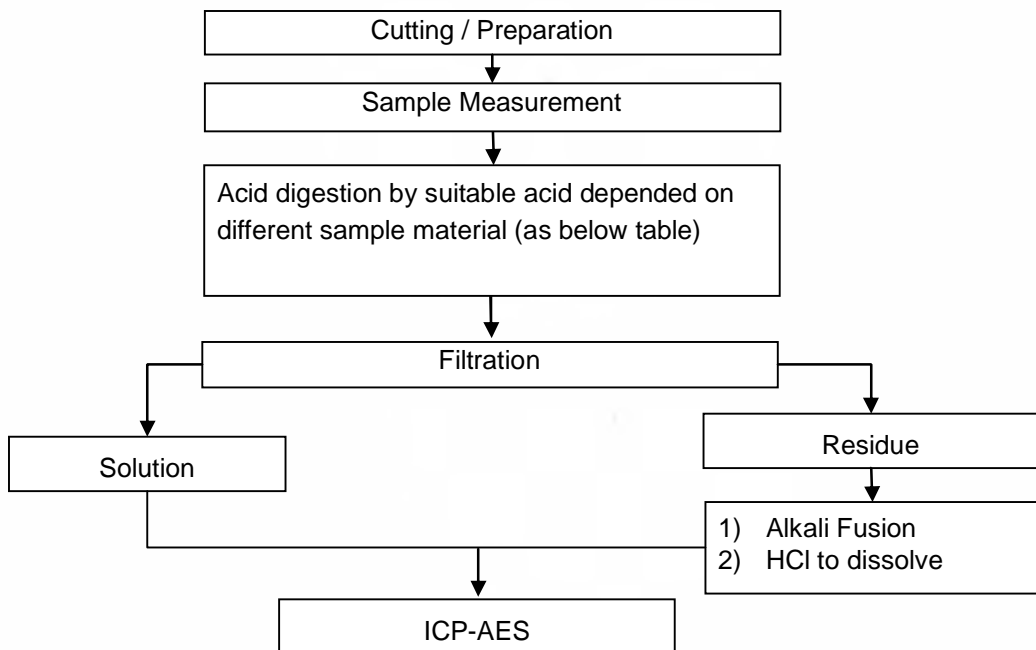 Cutting / Preparation
Sample Measurement
Acid digestion by suitable acid depended on
different sample material (as below table)
Filtration
Solution
Residue
1) Alkali Fusion
2) HCl to dissolve
ICP-AES